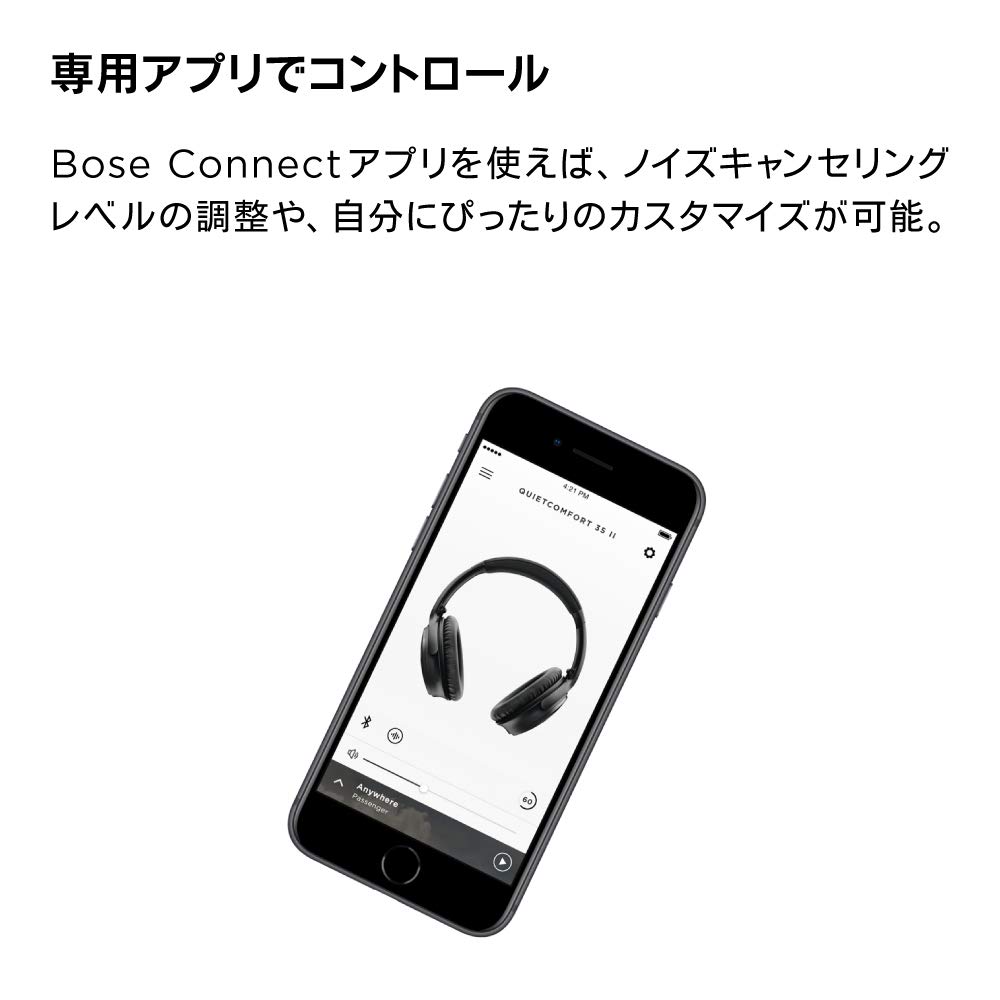 専用アプリでコントロール
Bose Connectアプリを使えば、ノイズキャンセリング
レベルの調整や、自分にぴったりのカスタマイズが可能。
4:21 PM
QUIETCOMFORT 35 II
60
Anywhere
Passenger